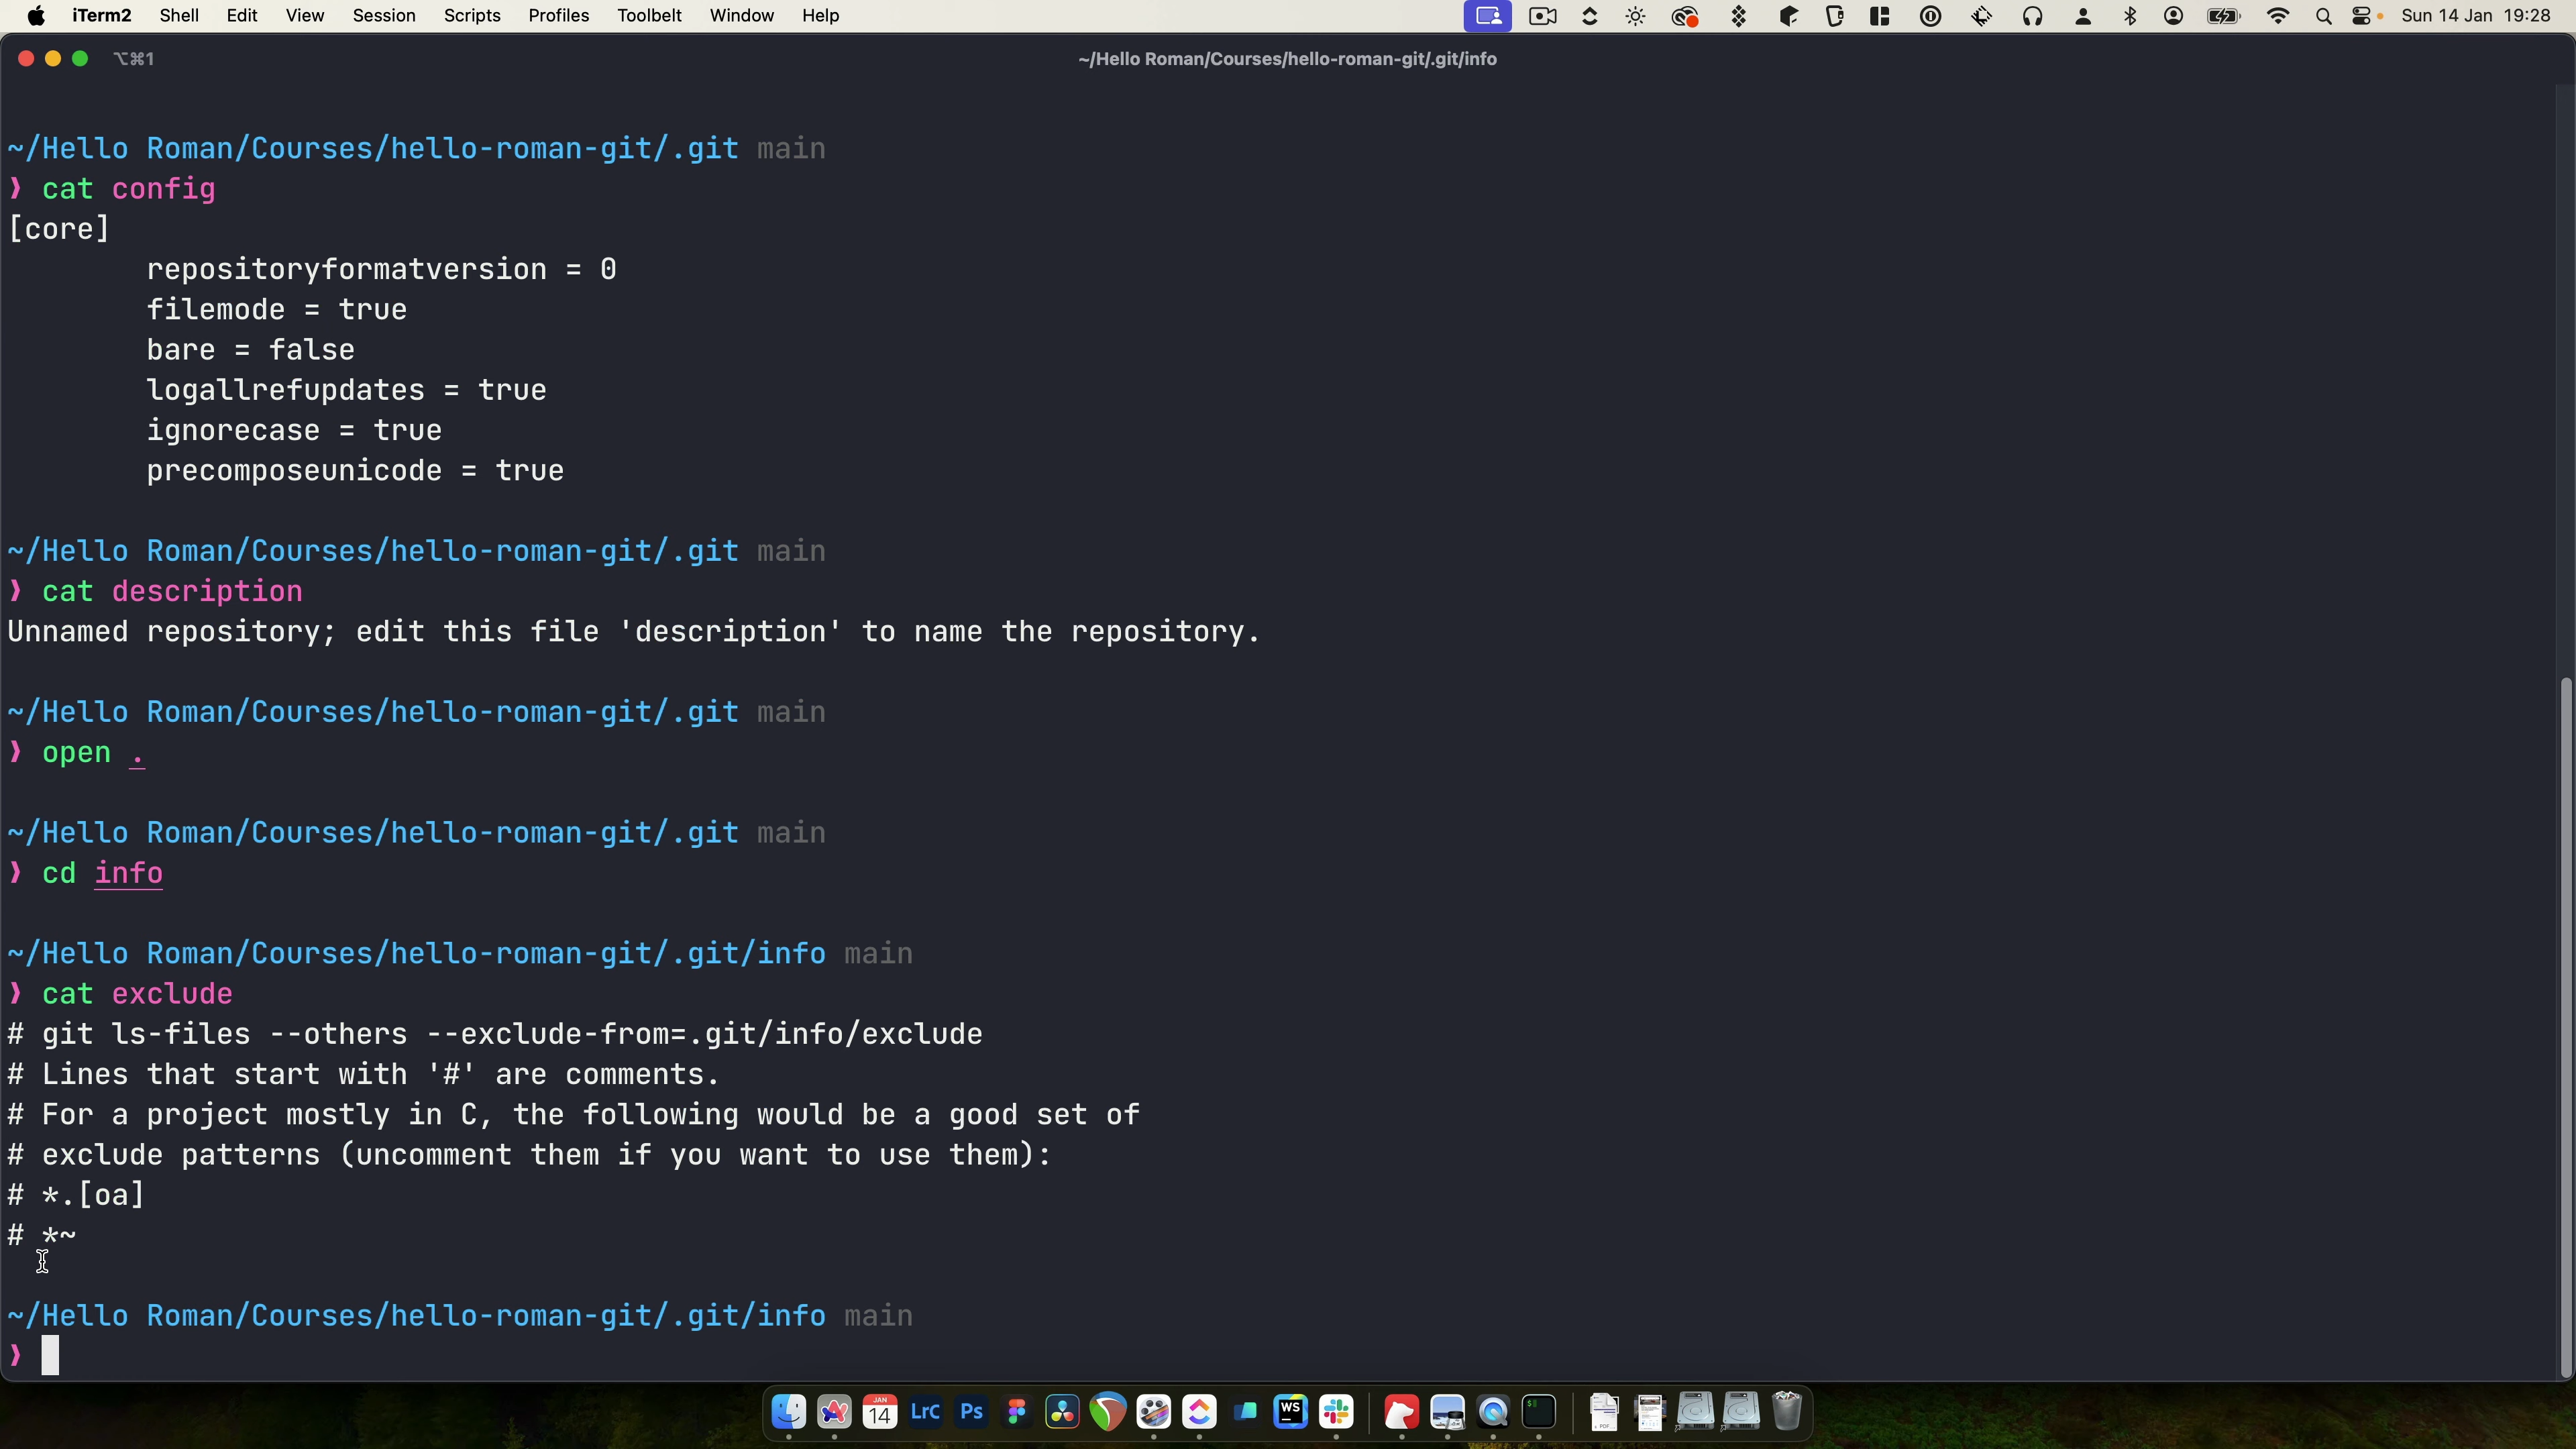 iTerm2 Shell Edit View Session Scripts Profiles Toolbelt Window Help Sun 14 Jan 19:28
⌥⌘1 ~/Hello Roman/Courses/hello-roman-git/.git/info
~/Hello Roman/Courses/hello-roman-git/.git main
❯ cat config
[core]
repositoryformatversion = 0
filemode = true
bare = false
logallrefupdates = true
ignorecase = true
precomposeunicode = true
~/Hello Roman/Courses/hello-roman-git/.git main
❯ cat description
Unnamed repository; edit this file 'description' to name the repository.
~/Hello Roman/Courses/hello-roman-git/.git main
❯ open .
~/Hello Roman/Courses/hello-roman-git/.git main
❯ cd info
~/Hello Roman/Courses/hello-roman-git/.git/info main
❯ cat exclude
# git ls-files --others --exclude-from=.git/info/exclude
# Lines that start with '#' are comments.
# For a project mostly in C, the following would be a good set of
# exclude patterns (uncomment them if you want to use them):
# *.[oa]
# *~
~/Hello Roman/Courses/hello-roman-git/.git/info main
❯
JAN
14 LrC Ps WS